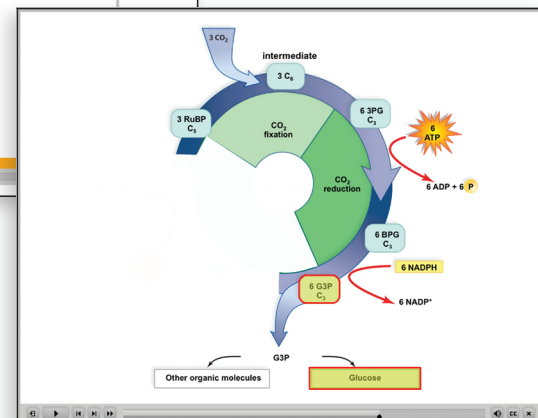 3 CO₂
intermediate
3 C₆
3 RuBP
C₅
CO₂
fixation
6 3PG
C₃
6
ATP
6 ADP + 6 P
CO₂
reduction
6 BPG
C₃
6 NADPH
6 NADP⁺
6 G3P
C₃
G3P
Other organic molecules
Glucose
CC